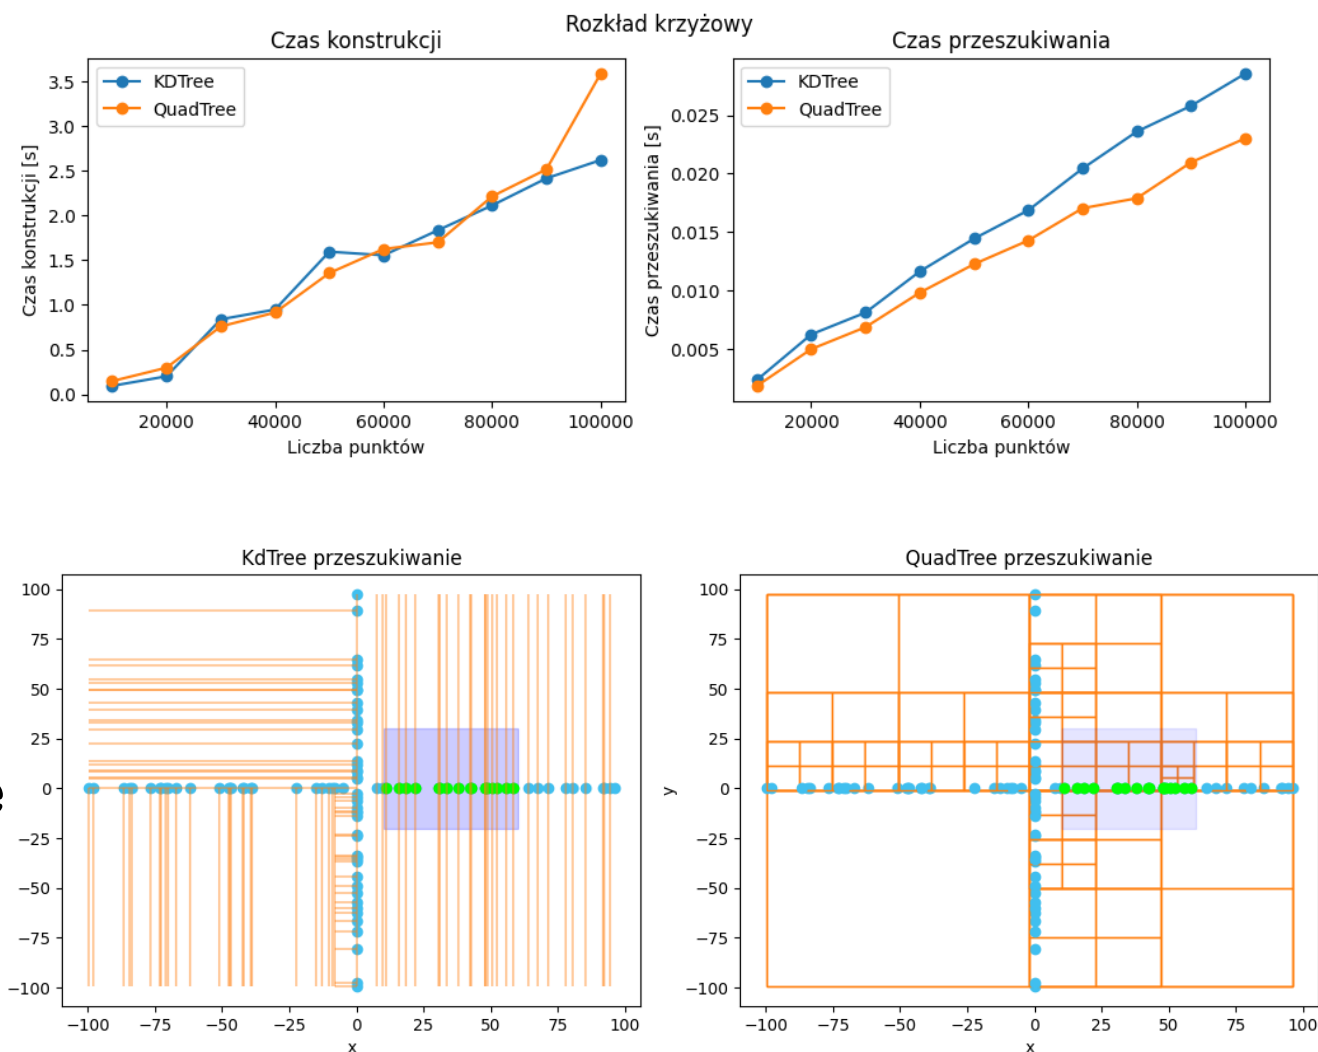 Rozkład krzyżowy
Czas konstrukcji
KDTree
QuadTree
Czas konstrukcji [s]
3.5
3.0
2.5
2.0
1.5
1.0
0.5
0.0
20000 40000 60000 80000 100000
Liczba punktów
Czas przeszukiwania
KDTree
QuadTree
Czas przeszukiwania [s]
0.025
0.020
0.015
0.010
0.005
20000 40000 60000 80000 100000
Liczba punktów
KdTree przeszukiwanie
100
75
50
25
0
−25
−50
−75
−100
−100 −75 −50 −25 0 25 50 75 100
x
QuadTree przeszukiwanie
y
100
75
50
25
0
−25
−50
−75
−100
−100 −75 −50 −25 0 25 50 75 100
x